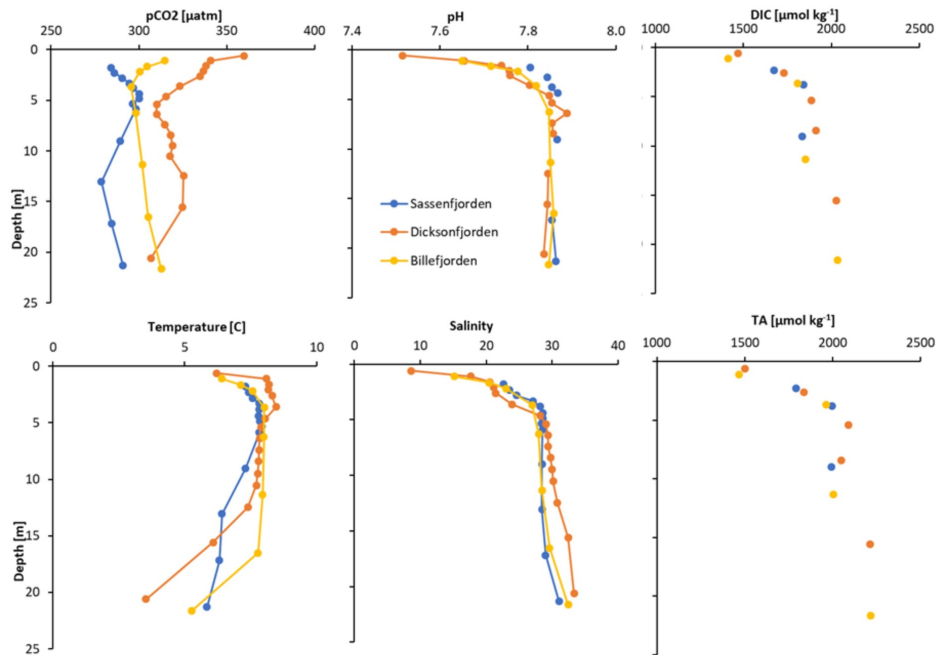 pCO2 [µatm]
250 300 350 400
0
5
10
15
20
25
Depth [m]
pH
7.4 7.6 7.8 8.0
Sassenfjorden
Dicksonfjorden
Billefjorden
DIC [µmol kg⁻¹]
1000 1500 2000 2500
Temperature [C]
0 5 10
0
5
10
15
20
25
Depth [m]
Salinity
0 10 20 30 40
TA [µmol kg⁻¹]
1000 1500 2000 2500